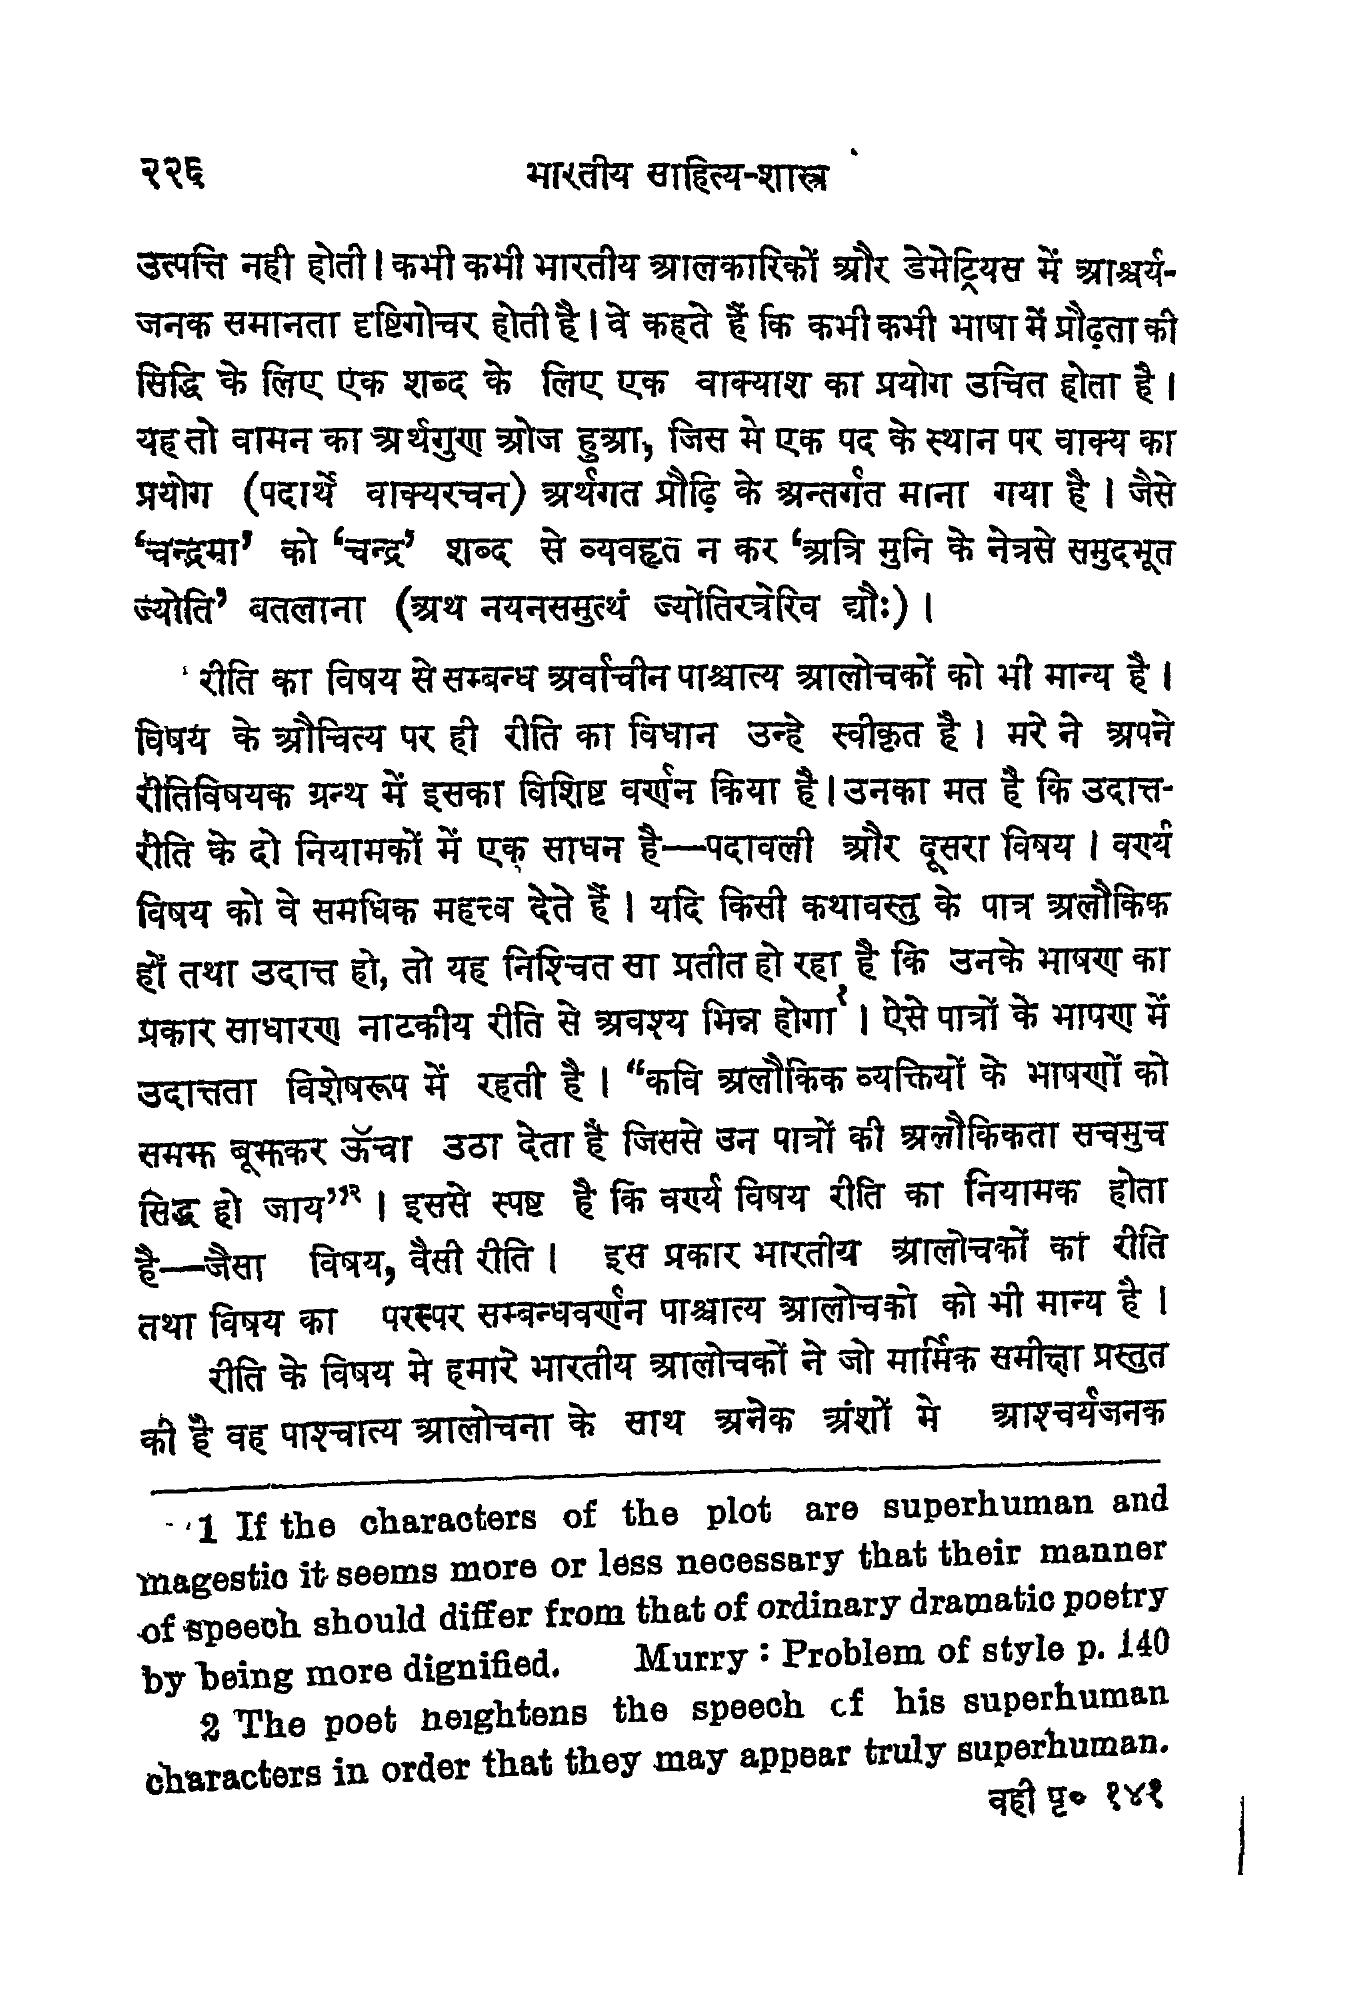 २२६ भारतीय साहित्य-शास्त्र
उत्पत्ति नही होती। कभी कभी भारतीय आलकारिकों और डेमेट्रियस में आश्चर्य-
जनक समानता दृष्टिगोचर होती है। वे कहते हैं कि कभी कभी भाषा में प्रौढ़ता की
सिद्धि के लिए एक शब्द के लिए एक वाक्याश का प्रयोग उचित होता है।
यह तो वामन का अर्थगुण ओज हुआ, जिस मे एक पद के स्थान पर वाक्य का
प्रयोग (पदार्थे वाक्यरचन) अर्थगत प्रौढ़ि के अन्तर्गत माना गया है। जैसे
‘चन्द्रमा’ को ‘चन्द्र’ शब्द से व्यवहृत न कर ‘अत्रि मुनि के नेत्रसे समुदभूत
ज्योति’ बतलाना (अथ नयनसमुत्थं ज्योतिरत्रेरिव द्यौः)।
रीति का विषय से सम्बन्ध अर्वाचीन पाश्चात्य आलोचकों को भी मान्य है।
विषय के औचित्य पर ही रीति का विधान उन्हे स्वीकृत है। मरे ने अपने
रीतिविषयक ग्रन्थ में इसका विशिष्ट वर्णन किया है। उनका मत है कि उदात्त-
रीति के दो नियामकों में एक साधन है—पदावली और दूसरा विषय। वर्ण्य
विषय को वे समधिक महत्त्व देते हैं। यदि किसी कथावस्तु के पात्र अलौकिक
हों तथा उदात्त हो, तो यह निश्चित सा प्रतीत हो रहा है कि उनके भाषण का
प्रकार साधारण नाटकीय रीति से अवश्य भिन्न होगा१। ऐसे पात्रों के भाषण में
उदात्तता विशेषरूप में रहती है। “कवि अलौकिक व्यक्तियों के भाषणों को
समझ बूझकर ऊँचा उठा देता है जिससे उन पात्रों की अलौकिकता सचमुच
सिद्ध हो जाय”२। इससे स्पष्ट है कि वर्ण्य विषय रीति का नियामक होता
है—जैसा विषय, वैसी रीति। इस प्रकार भारतीय आलोचकों का रीति
तथा विषय का परस्पर सम्बन्धवर्णन पाश्चात्य आलोचको को भी मान्य है।
रीति के विषय मे हमारे भारतीय आलोचकों ने जो मार्मिक समीक्षा प्रस्तुत
की है वह पाश्चात्य आलोचना के साथ अनेक अंशों मे आश्चर्यजनक
1 If the characters of the plot are superhuman and
magestic it seems more or less necessary that their manner
of speech should differ from that of ordinary dramatic poetry
by being more dignified. Murry : Problem of style p. 140
2 The poet heightens the speech of his superhuman
characters in order that they may appear truly superhuman.
वही पृ० १४१